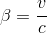 β = v/c